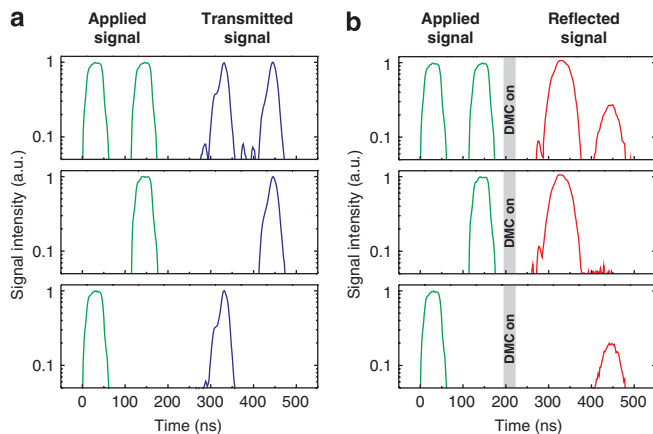 a
Applied signal
Transmitted signal
b
Applied signal
Reflected signal
Signal intensity (a.u.)
1
0.1
1
0.1
1
0.1
0 100 200 300 400 500
Time (ns)
Signal intensity (a.u.)
1
0.1
DMC on
1
0.1
DMC on
1
0.1
DMC on
0 100 200 300 400 500
Time (ns)